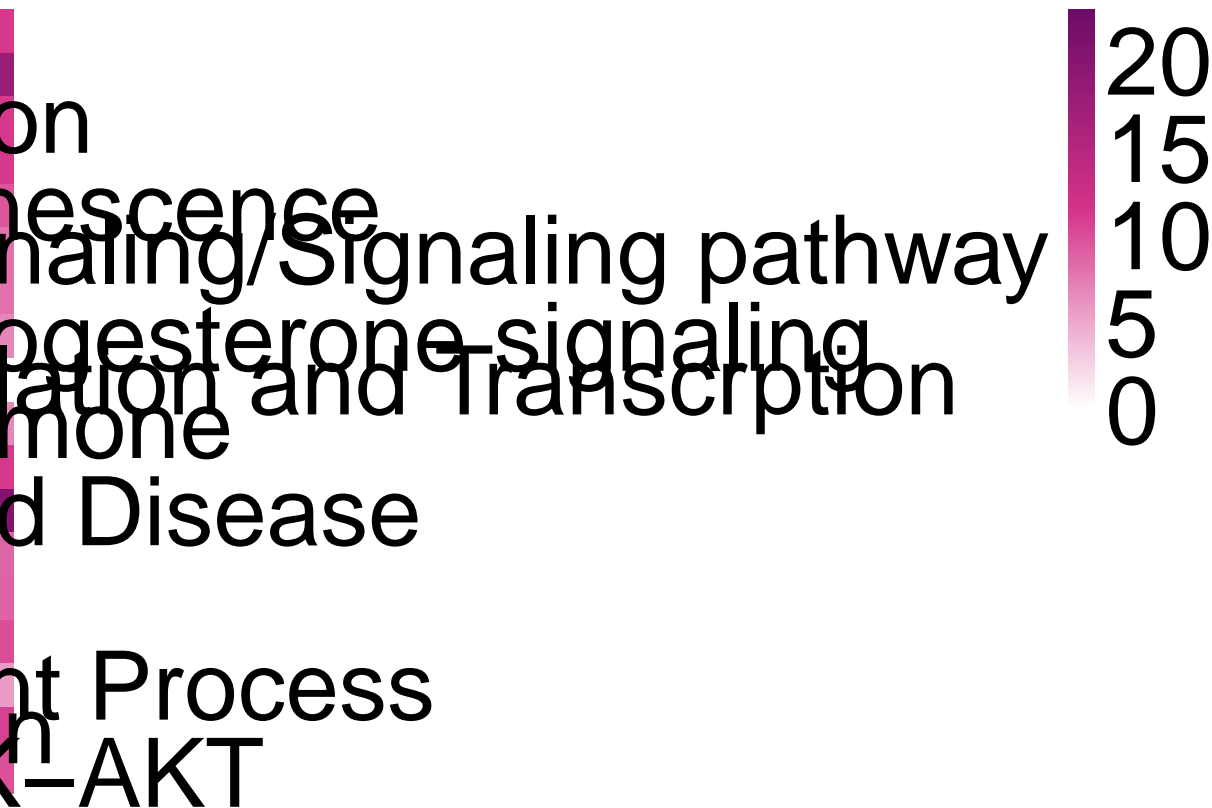 on
nescence
naling/Signaling pathway
ogesterone–signaling
lation and Transcrption
mone
d Disease
nt Process
n
K–AKT
20
15
10
5
0